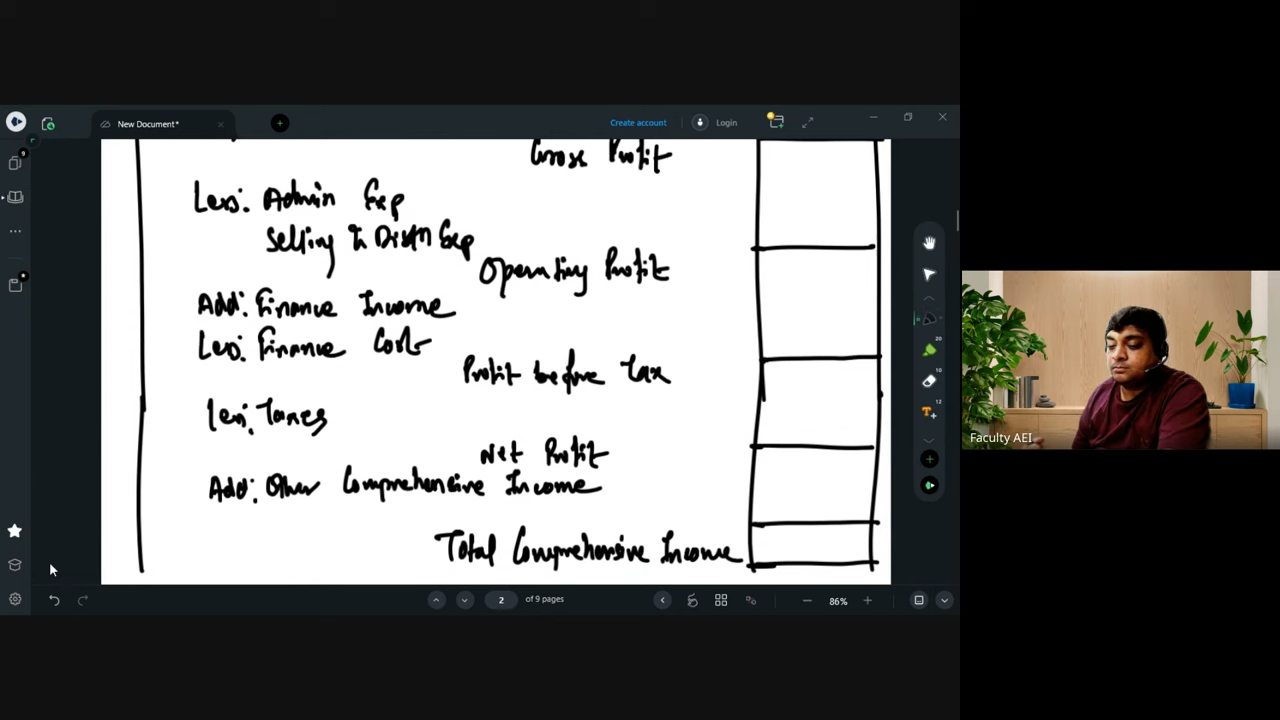 New Document*
Create account
Login
Gross Profit
Less: Admin Exp
Selling & Distn Exp
Operating Profit
Add: Finance Income
Less: Finance Cost
Profit before Tax
Less: Taxes
Net Profit
Add: Other Comprehensive Income
Total Comprehensive Income
Faculty AEI
2 of 9 pages
86%